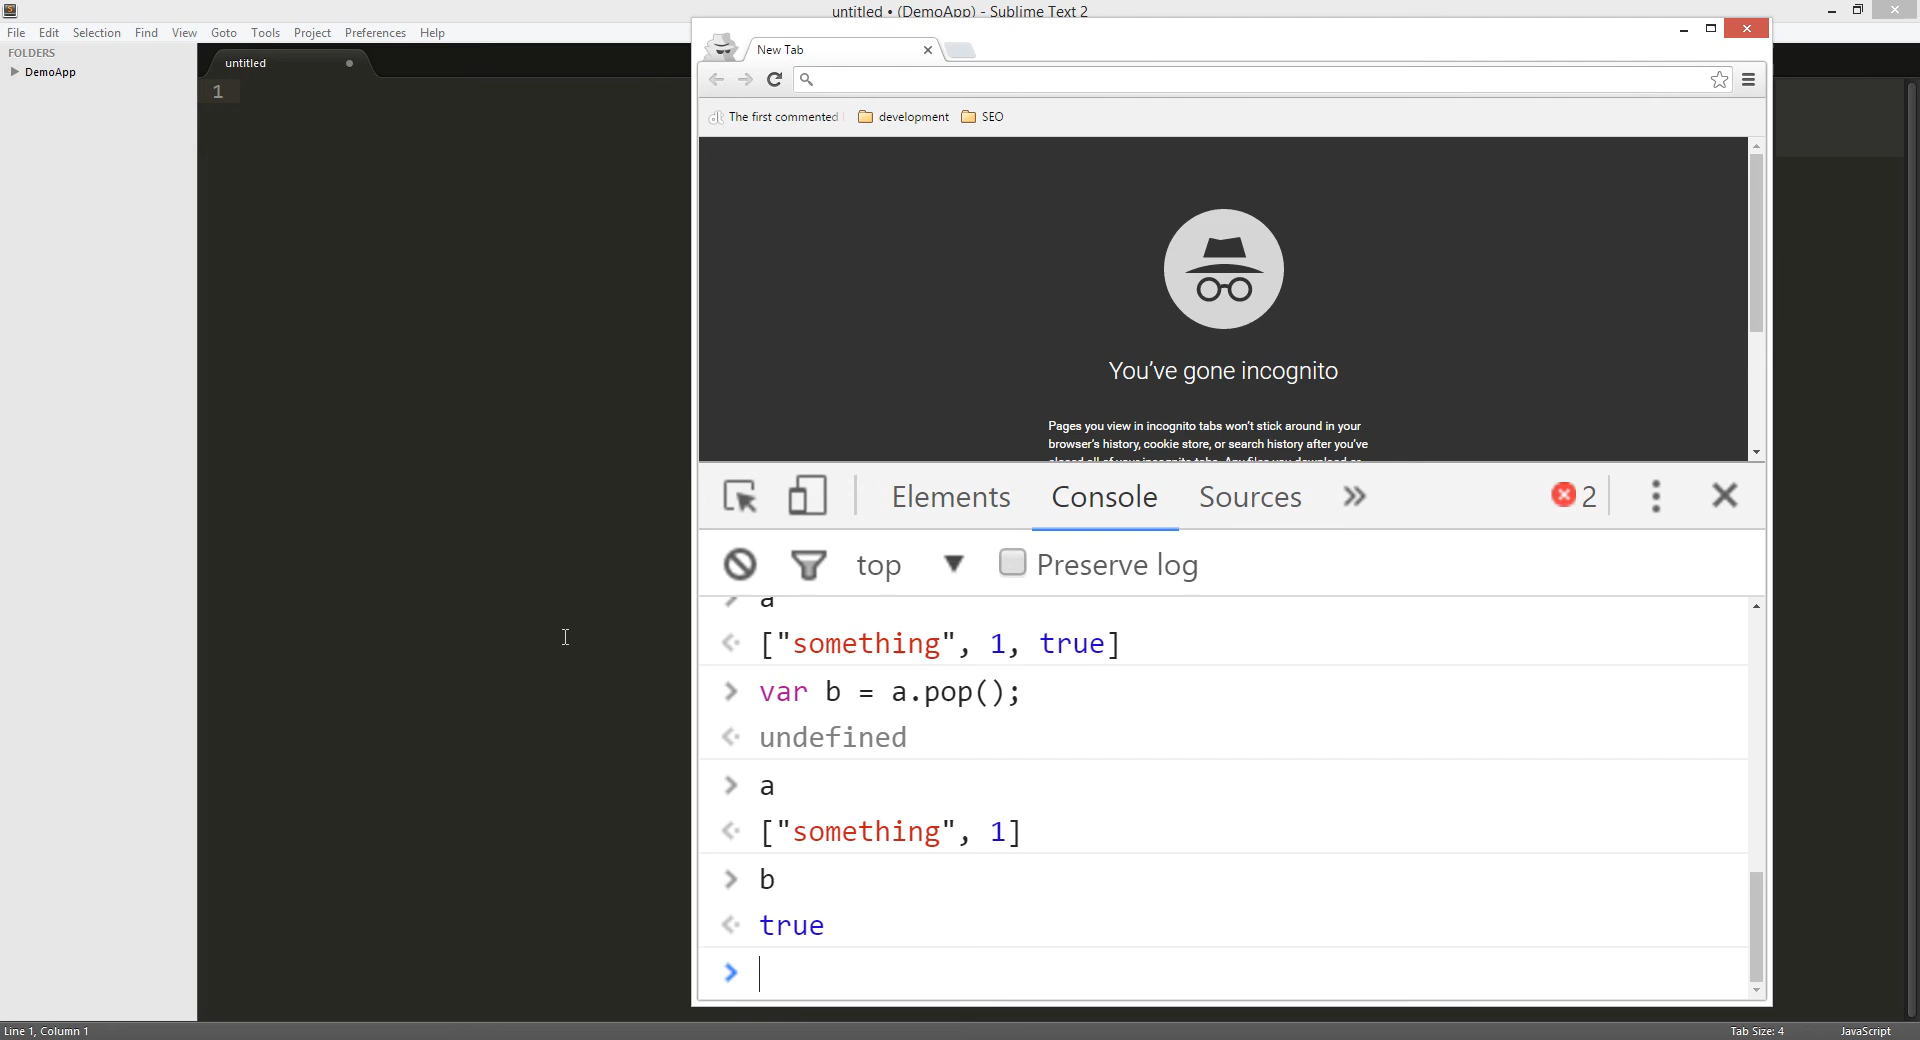 untitled • (DemoApp) - Sublime Text 2
File Edit Selection Find View Goto Tools Project Preferences Help
FOLDERS
DemoApp
untitled
1
New Tab
The first commented
development
SEO
You've gone incognito
Pages you view in incognito tabs won't stick around in your
browser's history, cookie store, or search history after you've
closed all of your incognito tabs. Any files you download or
Elements Console Sources » 2
top Preserve log
> a
["something", 1, true]
> var b = a.pop();
undefined
> a
["something", 1]
> b
true
>
Line 1, Column 1
Tab Size: 4
JavaScript